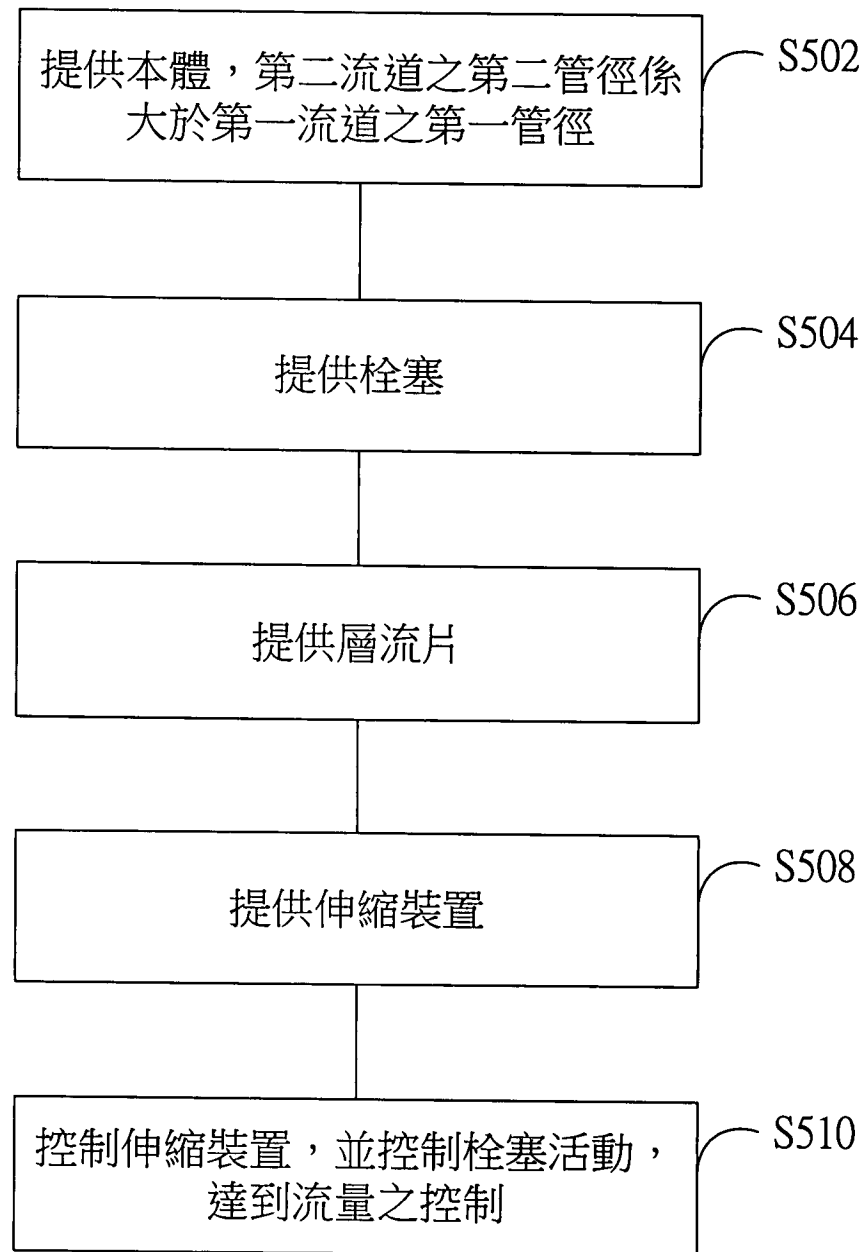 提供本體，第二流道之第二管徑係
大於第一流道之第一管徑
S502
提供栓塞
S504
提供層流片
S506
提供伸縮裝置
S508
控制伸縮裝置，並控制栓塞活動，
達到流量之控制
S510